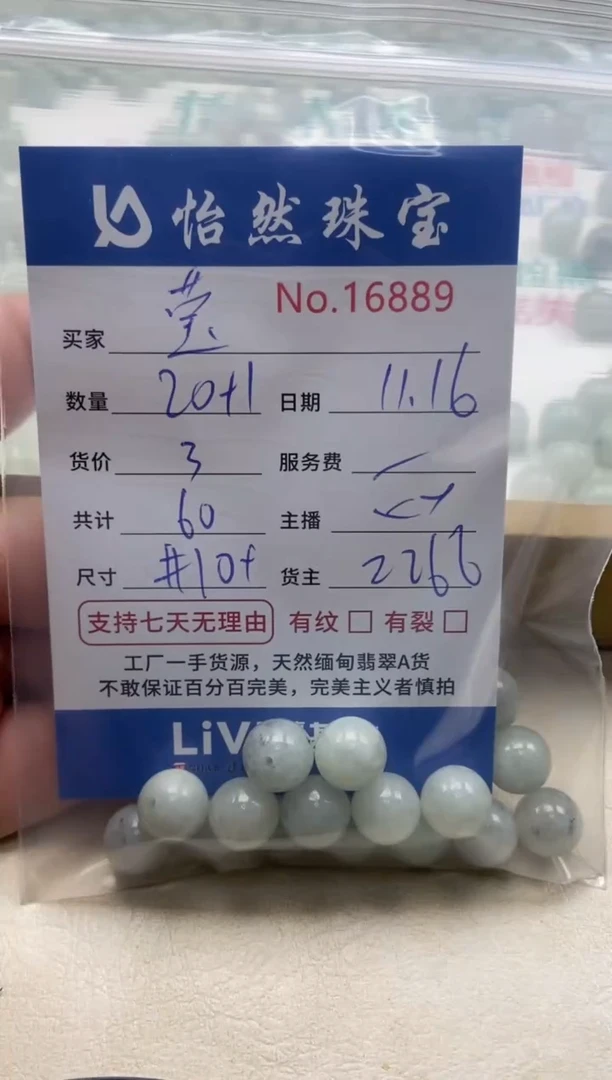 怡然珠宝
No.16889
买家 莹
数量 20+1 日期 11.16
货价 3 服务费
共计 60 主播
尺寸 #10+ 货主 2266
支持七天无理由 有纹 有裂
工厂一手货源，天然缅甸翡翠A货
不敢保证百分百完美，完美主义者慎拍
LiV